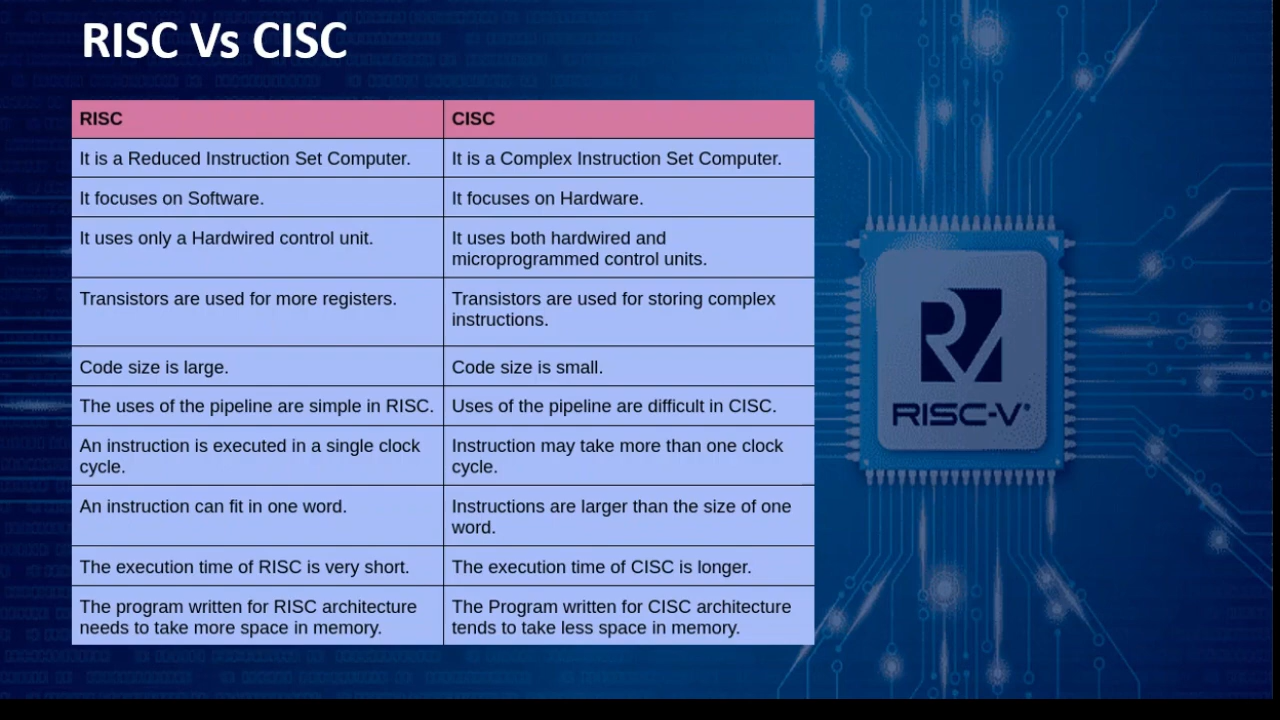 RISC Vs CISC
RISC
CISC
It is a Reduced Instruction Set Computer.
It is a Complex Instruction Set Computer.
It focuses on Software.
It focuses on Hardware.
It uses only a Hardwired control unit.
It uses both hardwired and
microprogrammed control units.
Transistors are used for more registers.
Transistors are used for storing complex
instructions.
Code size is large.
Code size is small.
The uses of the pipeline are simple in RISC.
Uses of the pipeline are difficult in CISC.
An instruction is executed in a single clock
cycle.
Instruction may take more than one clock
cycle.
An instruction can fit in one word.
Instructions are larger than the size of one
word.
The execution time of RISC is very short.
The execution time of CISC is longer.
The program written for RISC architecture
needs to take more space in memory.
The Program written for CISC architecture
tends to take less space in memory.
RISC-V®